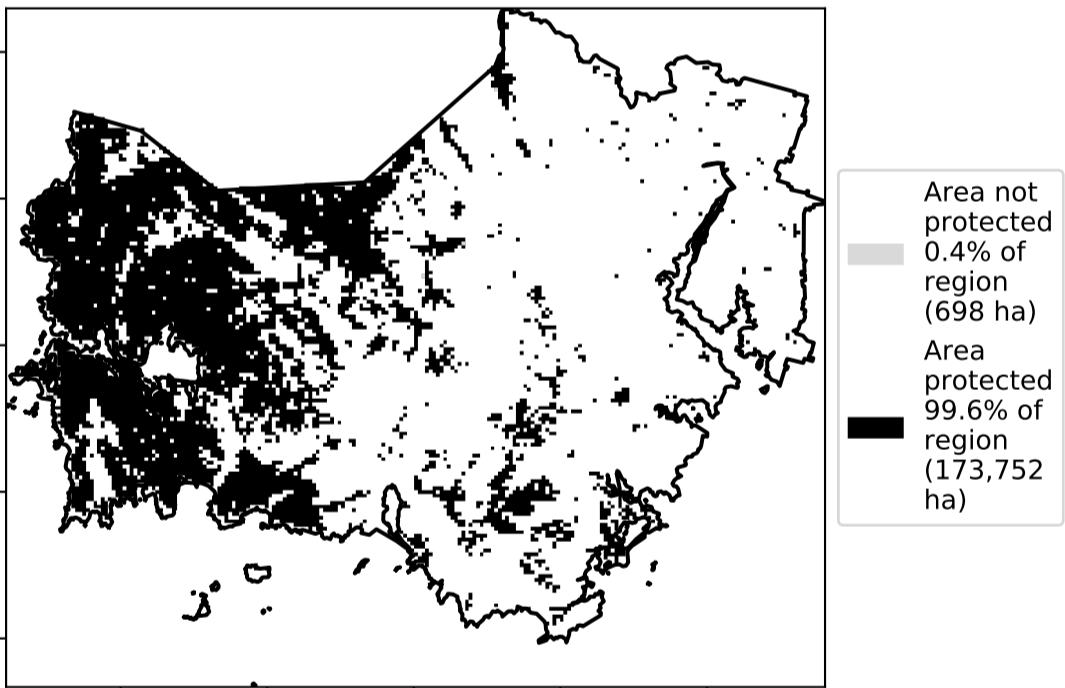 Area not
protected
0.4% of
region
(698 ha)
Area
protected
99.6% of
region
(173,752
ha)